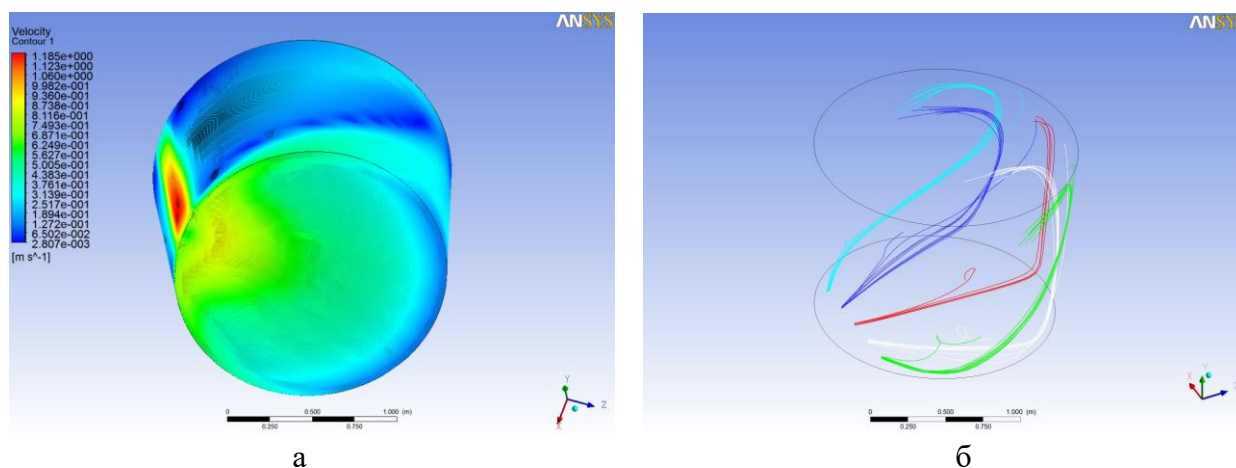 ANSYS
Velocity
Contour 1
1.185e+000
1.123e+000
1.060e+000
9.982e-001
9.360e-001
8.738e-001
8.116e-001
7.493e-001
6.871e-001
6.249e-001
5.627e-001
5.005e-001
4.383e-001
3.761e-001
3.139e-001
2.517e-001
1.894e-001
1.272e-001
6.502e-002
2.807e-003
[m s^-1]
0 0.500 1.000 (m)
0.250 0.750
Y
Z
X
а
ANSYS
0 0.500 1.000 (m)
0.250 0.750
X Y
Z
б